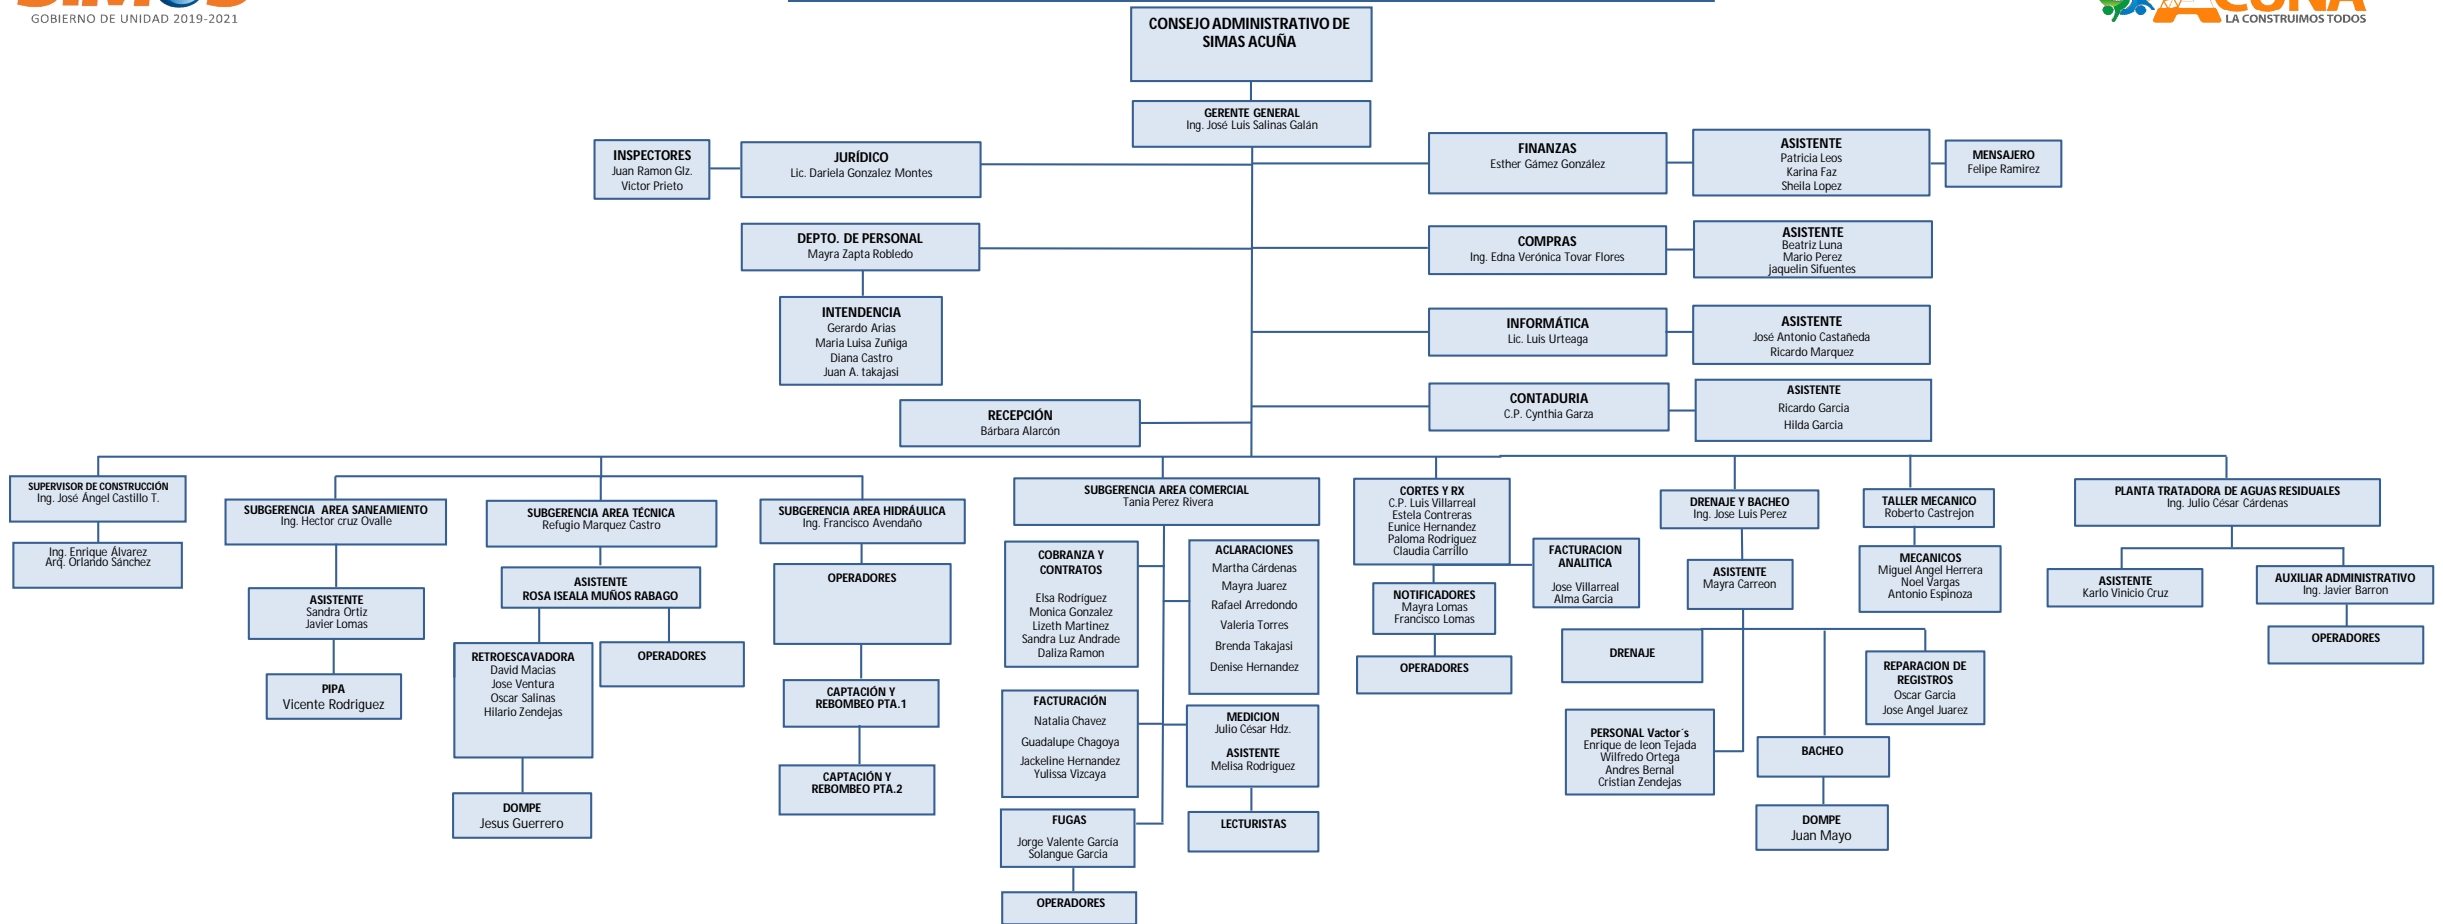 GOBIERNO DE UNIDAD 2019-2021
ACUÑA
LA CONSTRUIMOS TODOS
CONSEJO ADMINISTRATIVO DE
SIMAS ACUÑA
GERENTE GENERAL
Ing. José Luis Salinas Galán
INSPECTORES
Juan Ramon Glz.
Victor Prieto
JURÍDICO
Lic. Dariela Gonzalez Montes
FINANZAS
Esther Gámez González
ASISTENTE
Patricia Leos
Karina Faz
Sheila Lopez
MENSAJERO
Felipe Ramirez
DEPTO. DE PERSONAL
Mayra Zapta Robledo
COMPRAS
Ing. Edna Verónica Tovar Flores
ASISTENTE
Beatriz Luna
Mario Perez
jaquelin Sifuentes
INTENDENCIA
Gerardo Arias
Maria Luisa Zuñiga
Diana Castro
Juan A. takajasi
INFORMÁTICA
Lic. Luis Urteaga
ASISTENTE
José Antonio Castañeda
Ricardo Marquez
RECEPCIÓN
Bárbara Alarcón
CONTADURIA
C.P. Cynthia Garza
ASISTENTE
Ricardo Garcia
Hilda Garcia
SUPERVISOR DE CONSTRUCCIÓN
Ing. José Ángel Castillo T.
Ing. Enrique Álvarez
Arq. Orlando Sánchez
SUBGERENCIA AREA SANEAMIENTO
Ing. Hector cruz Ovalle
ASISTENTE
Sandra Ortiz
Javier Lomas
PIPA
Vicente Rodriguez
SUBGERENCIA AREA TÉCNICA
Refugio Marquez Castro
ASISTENTE
ROSA ISEALA MUÑOS RABAGO
RETROESCAVADORA
David Macias
Jose Ventura
Oscar Salinas
Hilario Zendejas
OPERADORES
DOMPE
Jesus Guerrero
SUBGERENCIA AREA HIDRÁULICA
Ing. Francisco Avendaño
OPERADORES
CAPTACIÓN Y
REBOMBEO PTA.1
CAPTACIÓN Y
REBOMBEO PTA.2
SUBGERENCIA AREA COMERCIAL
Tania Perez Rivera
COBRANZA Y
CONTRATOS
Elsa Rodríguez
Monica Gonzalez
Lizeth Martinez
Sandra Luz Andrade
Daliza Ramon
ACLARACIONES
Martha Cárdenas
Mayra Juarez
Rafael Arredondo
Valeria Torres
Brenda Takajasi
Denise Hernandez
FACTURACIÓN
Natalia Chavez
Guadalupe Chagoya
Jackeline Hernandez
Yulissa Vizcaya
MEDICION
Julio César Hdz.
ASISTENTE
Melisa Rodriguez
FUGAS
Jorge Valente García
Solangue Garcia
LECTURISTAS
OPERADORES
CORTES Y RX
C.P. Luis Villarreal
Estela Contreras
Eunice Hernandez
Paloma Rodriguez
Claudia Carrillo
FACTURACION
ANALITICA
Jose Villarreal
Alma Garcia
NOTIFICADORES
Mayra Lomas
Francisco Lomas
OPERADORES
DRENAJE Y BACHEO
Ing. Jose Luis Perez
ASISTENTE
Mayra Carreon
DRENAJE
REPARACION DE
REGISTROS
Oscar Garcia
Jose Angel Juarez
PERSONAL Vactor´s
Enrique de leon Tejada
Wilfredo Ortega
Andres Bernal
Cristian Zendejas
BACHEO
DOMPE
Juan Mayo
TALLER MECANICO
Roberto Castrejon
MECANICOS
Miguel Angel Herrera
Noel Vargas
Antonio Espinoza
PLANTA TRATADORA DE AGUAS RESIDUALES
Ing. Julio César Cárdenas
ASISTENTE
Karlo Vinicio Cruz
AUXILIAR ADMINISTRATIVO
Ing. Javier Barron
OPERADORES